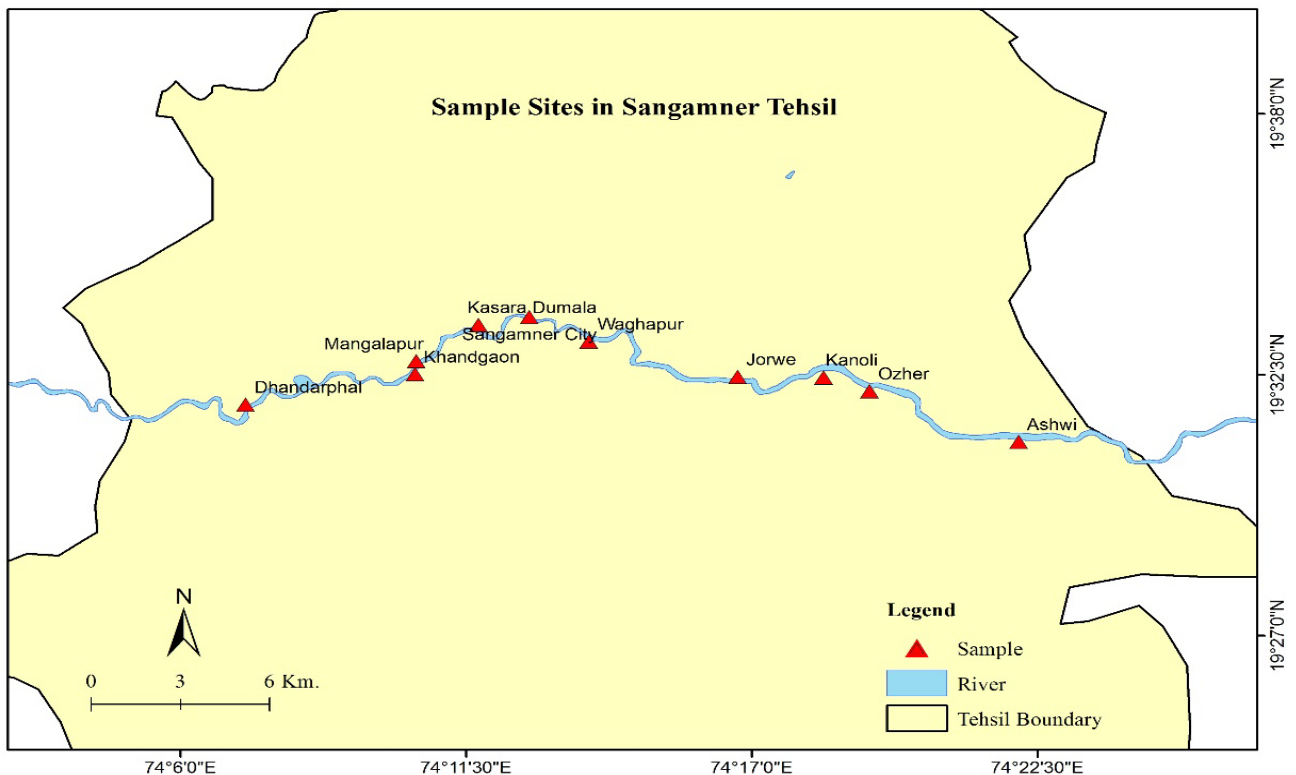 Sample Sites in Sangamner Tehsil
19°38'0"N
Kasara Dumala
Sangamner City
Waghapur
Mangalapur
Khandgaon
Jorwe
Kanoli
Ozher
19°32'30"N
Dhandarphal
Ashwi
N
0 3 6 Km.
Legend
Sample
River
Tehsil Boundary
19°27'0"N
74°6'0"E 74°11'30"E 74°17'0"E 74°22'30"E